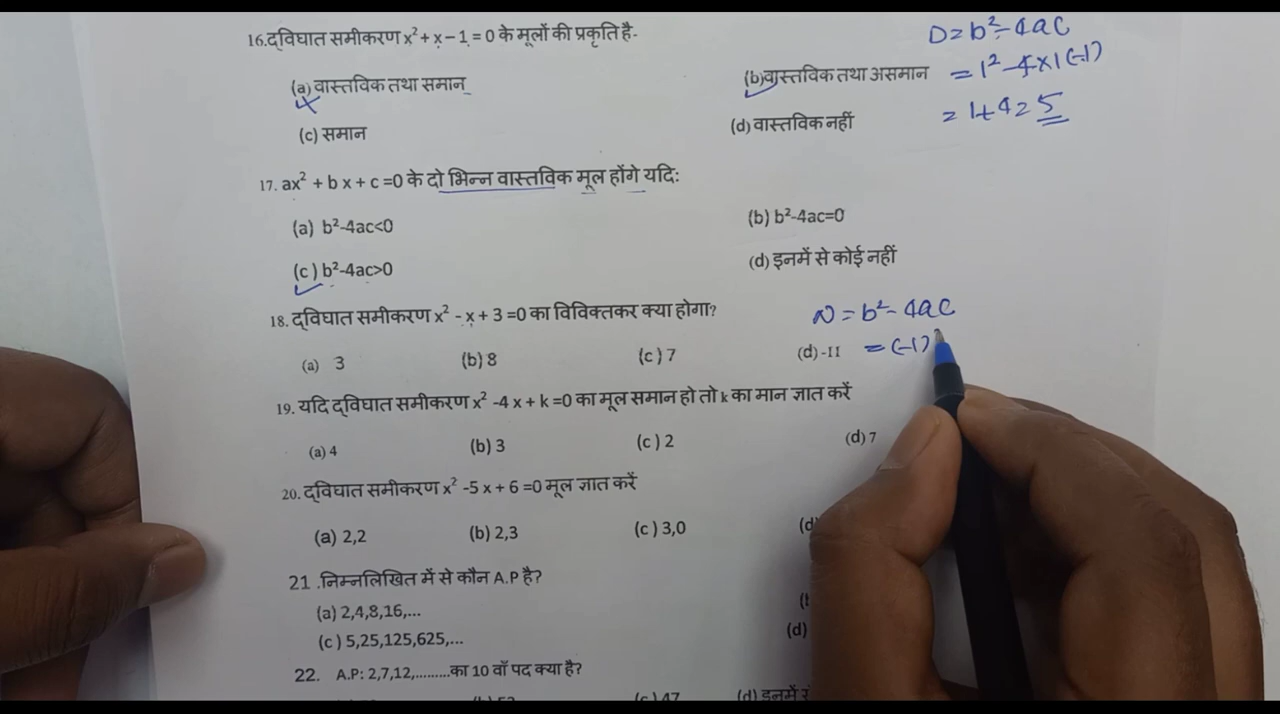 16.द्विघात समीकरण x² + x – 1 = 0 के मूलों की प्रकृति है-
D = b² - 4ac
(a) वास्तविक तथा समान
(b)वास्तविक तथा असमान
= 1² - 4×1(-1)
(c) समान
(d) वास्तविक नहीं
= 1+4 = 5
17. ax² + b x + c =0 के दो भिन्न वास्तविक मूल होंगे यदि:
(a) b²-4ac<0
(b) b²-4ac=0
(c ) b²-4ac>0
(d) इनमें से कोई नहीं
18. द्विघात समीकरण x² - x + 3 =0 का विविक्तकर क्या होगा?
D = b² - 4ac
(a) 3
(b) 8
(c ) 7
(d) -11
= (-1)
19. यदि द्विघात समीकरण x² -4 x + k =0 का मूल समान हो तो k का मान ज्ञात करें
(a) 4
(b) 3
(c ) 2
(d) 7
20. द्विघात समीकरण x² -5 x + 6 =0 मूल ज्ञात करें
(a) 2,2
(b) 2,3
(c ) 3,0
21 .निम्नलिखित में से कौन A.P है?
(a) 2,4,8,16,...
(c ) 5,25,125,625,...
(d)
22. A.P: 2,7,12,.........का 10 वाँ पद क्या है?
(c) 47
(d) इनमें